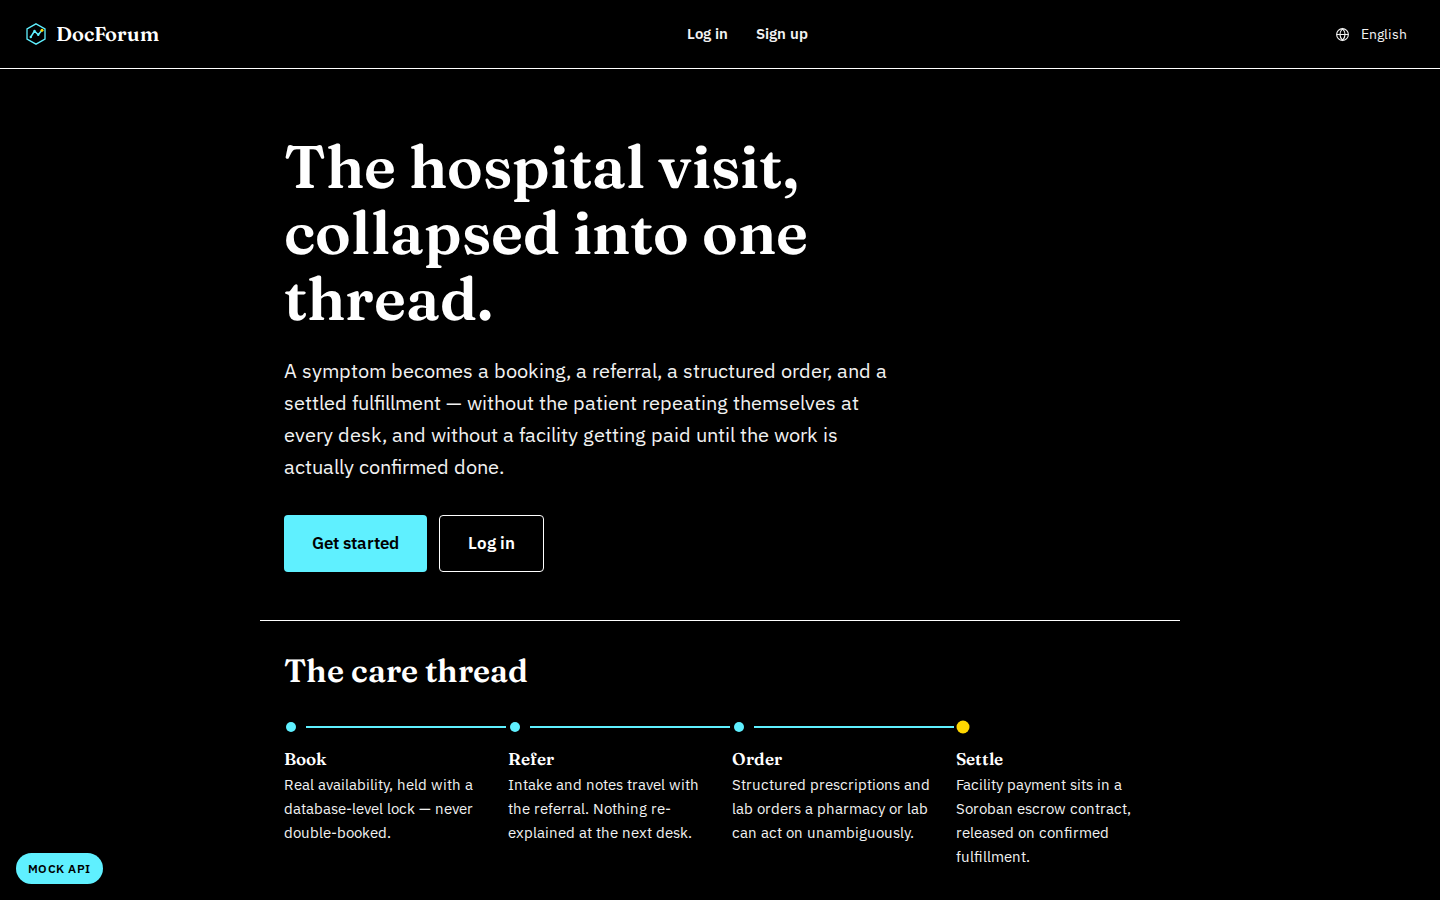 DocForum
Log in
Sign up
English
The hospital visit,
collapsed into one
thread.
A symptom becomes a booking, a referral, a structured order, and a
settled fulfillment — without the patient repeating themselves at
every desk, and without a facility getting paid until the work is
actually confirmed done.
Get started
Log in
The care thread
Book
Real availability, held with a
database-level lock — never
double-booked.
Refer
Intake and notes travel with
the referral. Nothing re-
explained at the next desk.
Order
Structured prescriptions and
lab orders a pharmacy or lab
can act on unambiguously.
Settle
Facility payment sits in a
Soroban escrow contract,
released on confirmed
fulfillment.
MOCK API